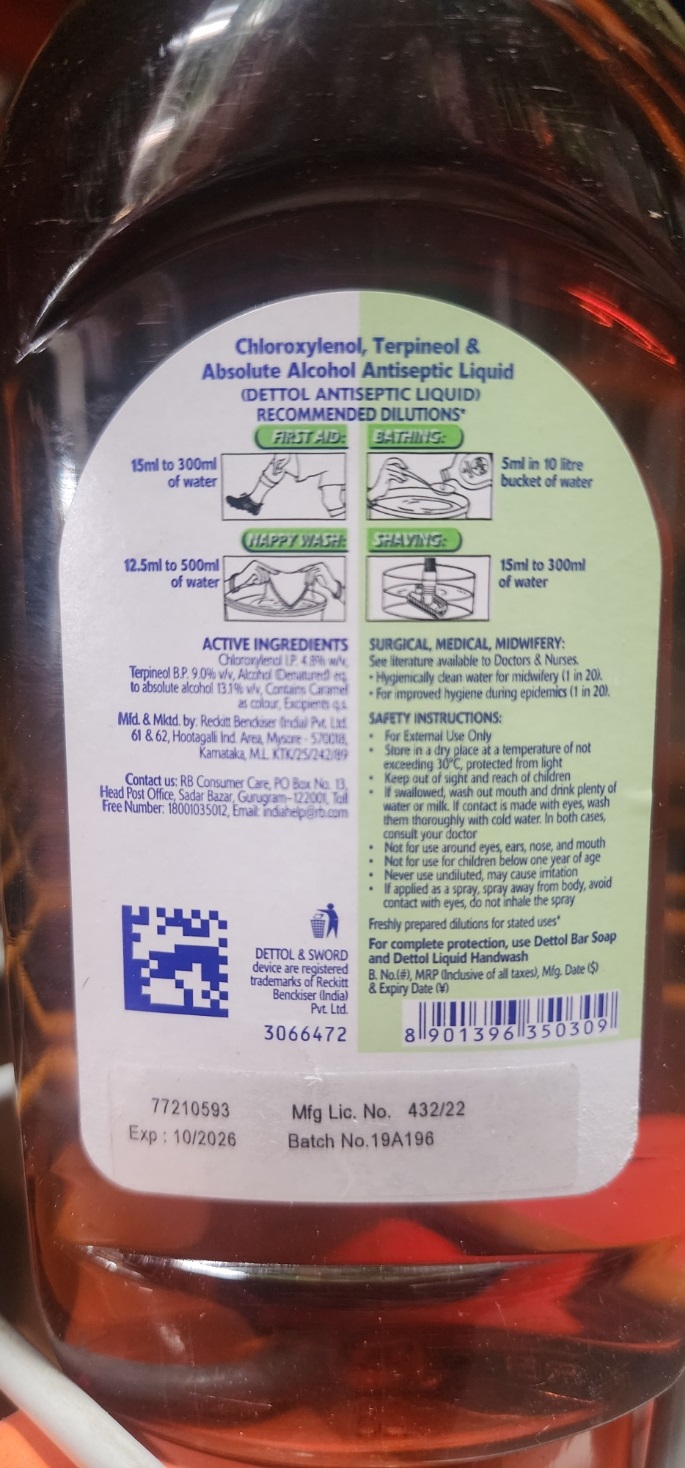 Chloroxylenol, Terpineol &
Absolute Alcohol Antiseptic Liquid
(DETTOL ANTISEPTIC LIQUID)
RECOMMENDED DILUTIONS*
FIRST AID:
15ml to 300ml
of water
BATHING:
5ml in 10 litre
bucket of water
NAPPY WASH:
12.5ml to 500ml
of water
SHAVING:
15ml to 300ml
of water
ACTIVE INGREDIENTS
Chloroxylenol I.P. 4.8% w/v,
Terpineol B.P. 9.0% v/v, Alcohol (Denatured) eq.
to absolute alcohol 13.1% v/v, Contains Caramel
as colour, Excipients q.s.
Mfd. & Mktd. by: Reckitt Benckiser (India) Pvt. Ltd.
61 & 62, Hootagalli Ind. Area, Mysore - 570018,
Karnataka, M.L. KTK/25/242/89
Contact us: RB Consumer Care, PO Box No. 13,
Head Post Office, Sadar Bazar, Gurugram-122001, Toll
Free Number: 18001035012, Email: indiahelp@rb.com
DETTOL & SWORD
device are registered
trademarks of Reckitt
Benckiser (India)
Pvt. Ltd.
3066472
SURGICAL, MEDICAL, MIDWIFERY:
See literature available to Doctors & Nurses.
• Hygienically clean water for midwifery (1 in 20).
• For improved hygiene during epidemics (1 in 20).
SAFETY INSTRUCTIONS:
• For External Use Only
• Store in a dry place at a temperature of not
exceeding 30°C, protected from light
• Keep out of sight and reach of children
• If swallowed, wash out mouth and drink plenty of
water or milk. If contact is made with eyes, wash
them thoroughly with cold water. In both cases,
consult your doctor
• Not for use around eyes, ears, nose, and mouth
• Not for use for children below one year of age
• Never use undiluted, may cause irritation
• If applied as a spray, spray away from body, avoid
contact with eyes, do not inhale the spray
Freshly prepared dilutions for stated uses*
For complete protection, use Dettol Bar Soap
and Dettol Liquid Handwash
B. No.(#), MRP (Inclusive of all taxes), Mfg. Date ($)
& Expiry Date (¥)
8 901396 350309
77210593 Mfg Lic. No. 432/22
Exp : 10/2026 Batch No.19A196